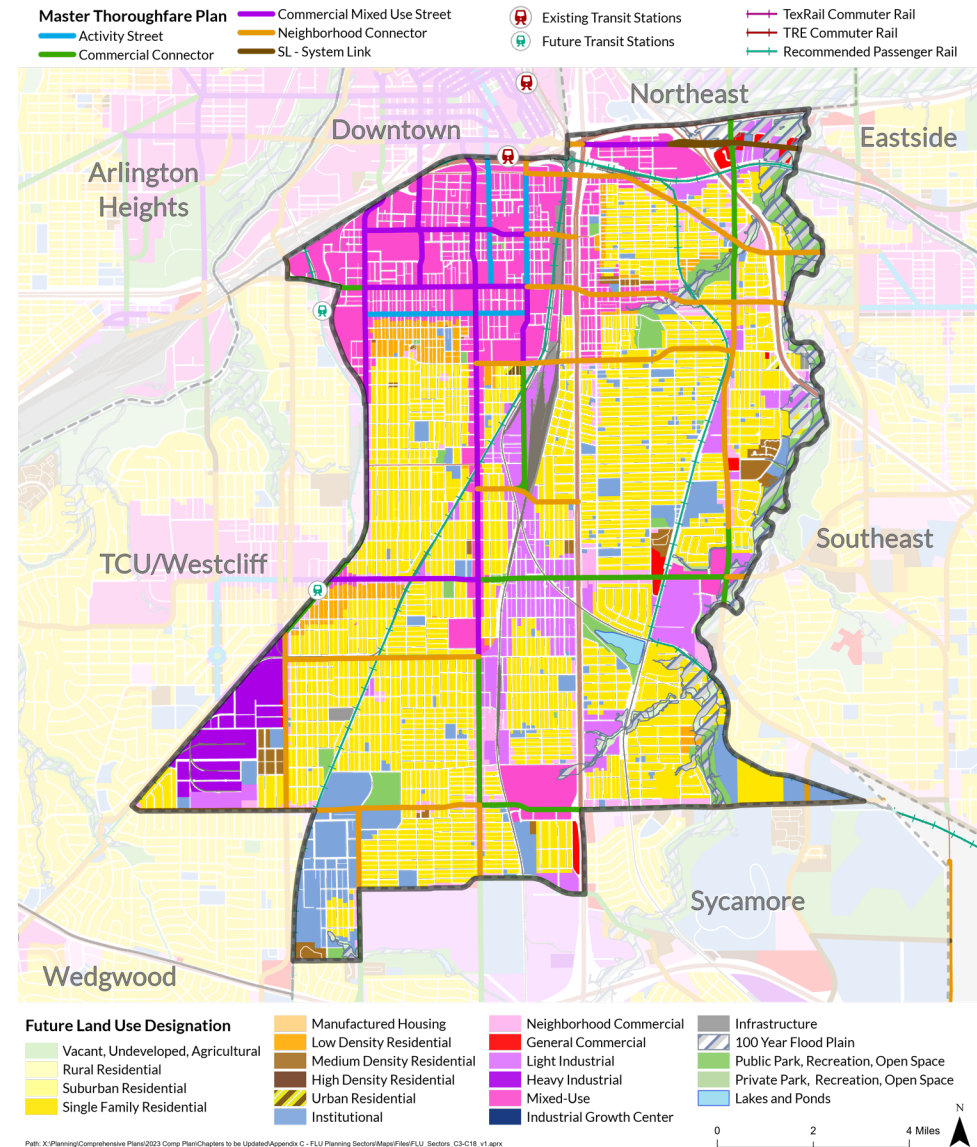 Master Thoroughfare Plan
Activity Street
Commercial Connector
Commercial Mixed Use Street
Neighborhood Connector
SL - System Link
Existing Transit Stations
Future Transit Stations
TexRail Commuter Rail
TRE Commuter Rail
Recommended Passenger Rail
Northeast
Downtown
Eastside
Arlington
Heights
Southeast
TCU/Westcliff
Sycamore
Wedgwood
Future Land Use Designation
Vacant, Undeveloped, Agricultural
Rural Residential
Suburban Residential
Single Family Residential
Manufactured Housing
Low Density Residential
Medium Density Residential
High Density Residential
Urban Residential
Institutional
Neighborhood Commercial
General Commercial
Light Industrial
Heavy Industrial
Mixed-Use
Industrial Growth Center
Infrastructure
100 Year Flood Plain
Public Park, Recreation, Open Space
Private Park, Recreation, Open Space
Lakes and Ponds
N
0 2 4 Miles
Path: X:\Planning\Comprehensive Plans\2023 Comp Plan\Chapters to be Updated\Appendix C - FLU Planning Sectors\Maps\Files\FLU_Sectors_C3-C18_v1.aprx